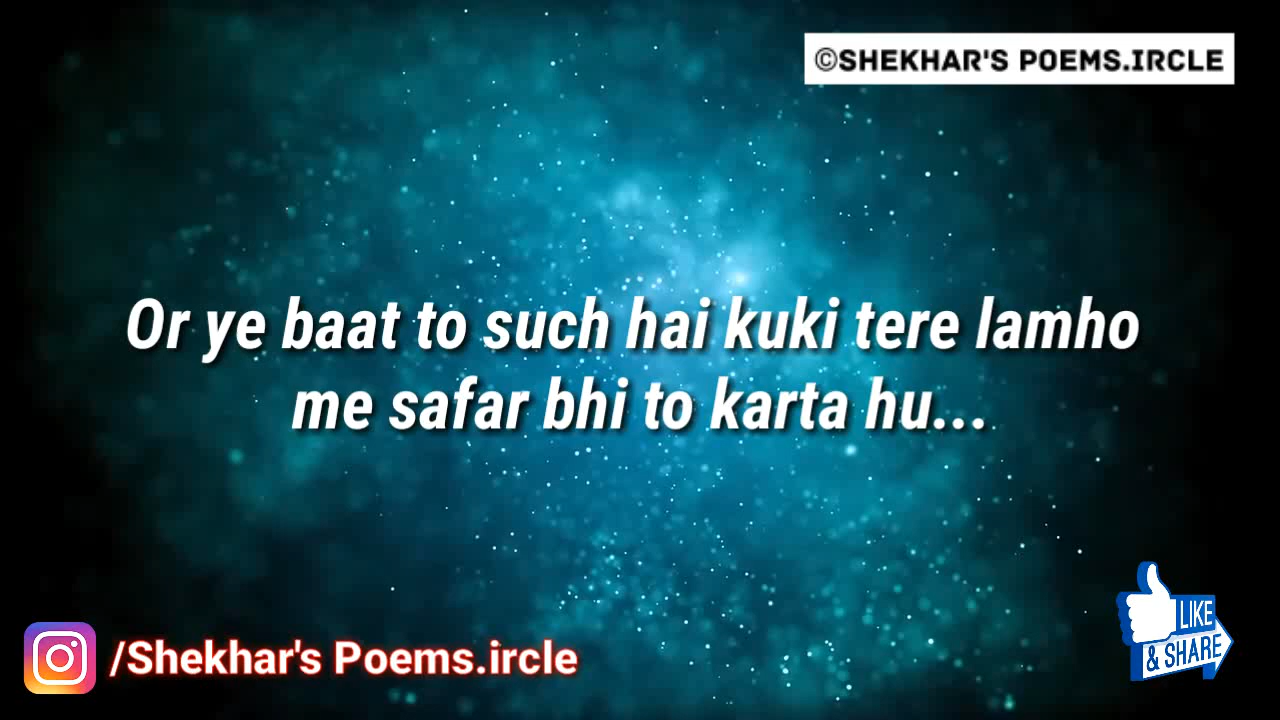 ©SHEKHAR'S POEMS.IRCLE
Or ye baat to such hai kuki tere lamho
me safar bhi to karta hu...
/Shekhar's Poems.ircle
LIKE
& SHARE